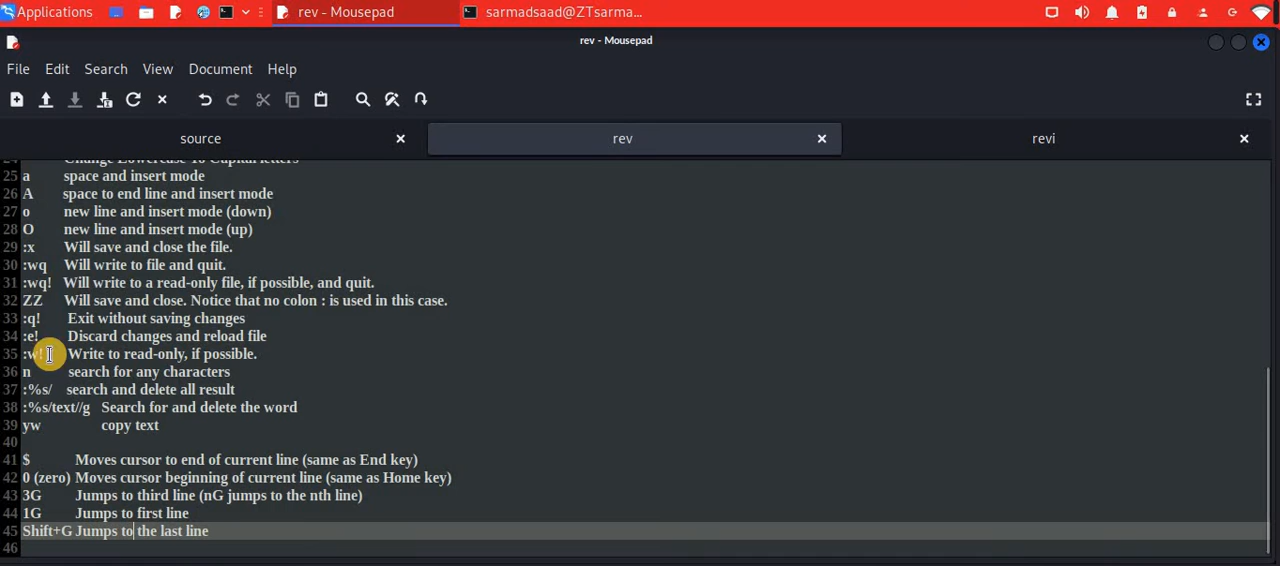 Applications rev - Mousepad sarmadsaad@ZTsarma...
rev - Mousepad
File Edit Search View Document Help
source rev revi
24 Change Lowercase To Capital letters
25 a space and insert mode
26 A space to end line and insert mode
27 o new line and insert mode (down)
28 O new line and insert mode (up)
29 :x Will save and close the file.
30 :wq Will write to file and quit.
31 :wq! Will write to a read-only file, if possible, and quit.
32 ZZ Will save and close. Notice that no colon : is used in this case.
33 :q! Exit without saving changes
34 :e! Discard changes and reload file
35 :w! Write to read-only, if possible.
36 n search for any characters
37 :%s/ search and delete all result
38 :%s/text//g Search for and delete the word
39 yw copy text
40
41 $ Moves cursor to end of current line (same as End key)
42 0 (zero) Moves cursor beginning of current line (same as Home key)
43 3G Jumps to third line (nG jumps to the nth line)
44 1G Jumps to first line
45 Shift+G Jumps to the last line
46